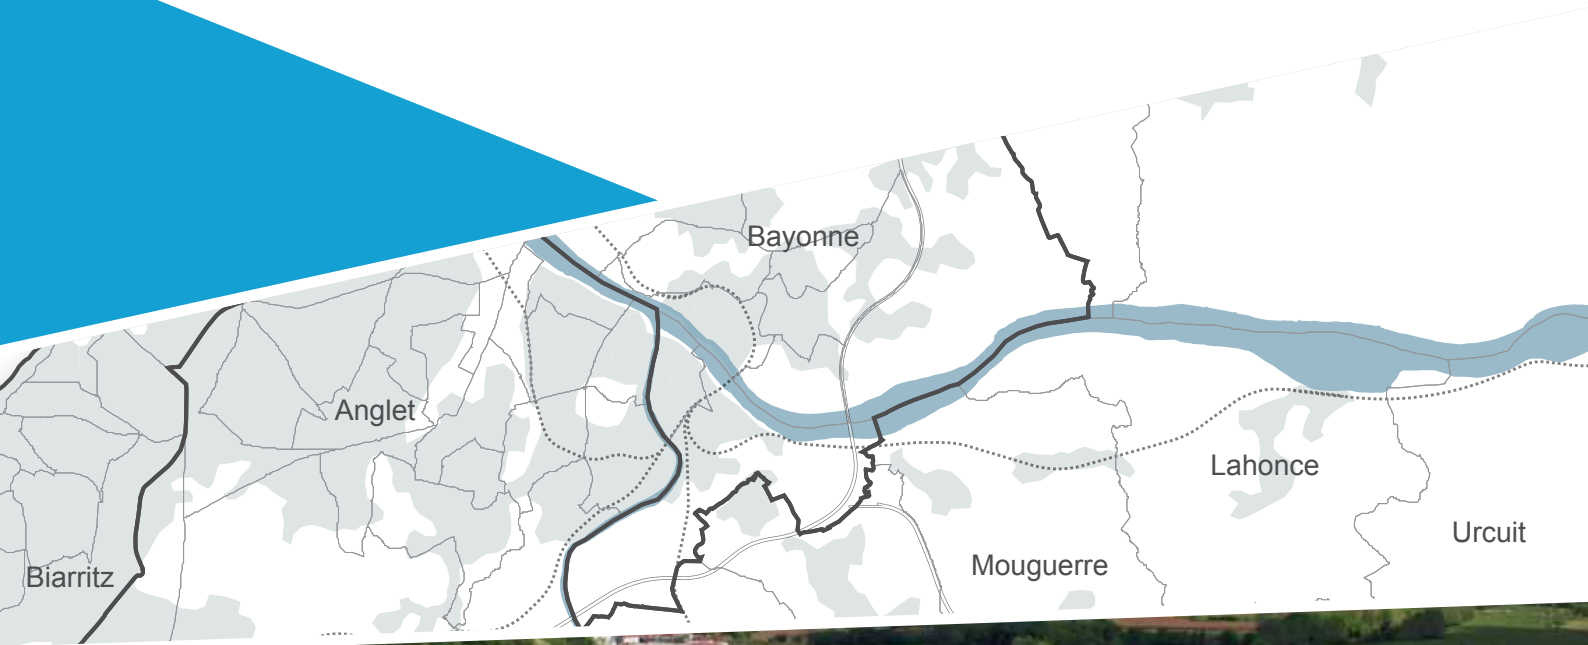 Bayonne
Anglet
Lahonce
Urcuit
Mouguerre
Biarritz